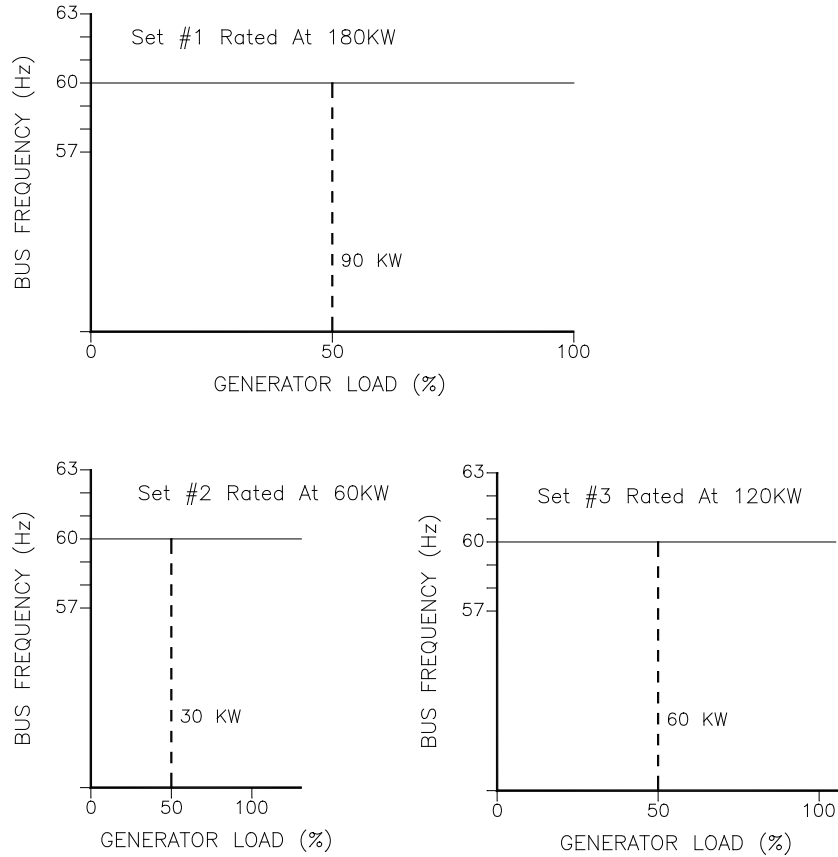 63
Set #1 Rated At 180KW
60
57
BUS FREQUENCY (Hz)
90 KW
0 50 100
GENERATOR LOAD (%)
63
Set #2 Rated At 60KW
60
57
BUS FREQUENCY (Hz)
30 KW
0 50 100
GENERATOR LOAD (%)
63
Set #3 Rated At 120KW
60
57
BUS FREQUENCY (Hz)
60 KW
0 50 100
GENERATOR LOAD (%)